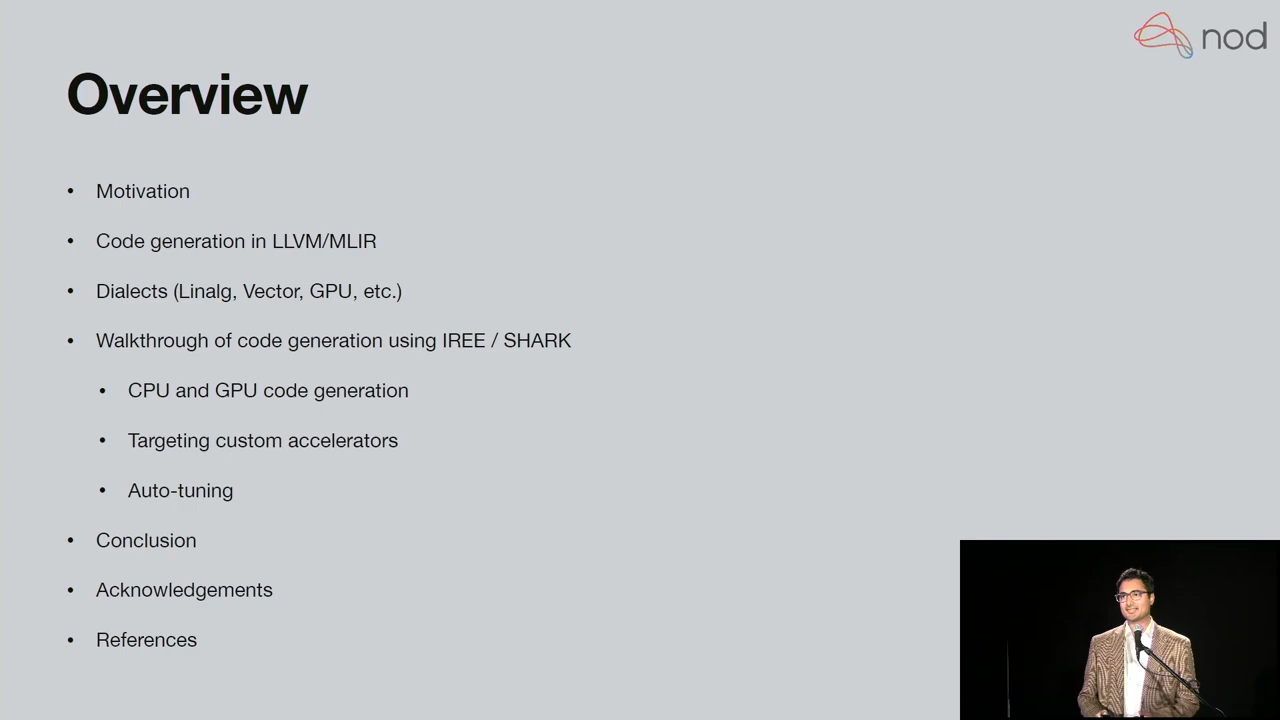 nod
Overview
• Motivation
• Code generation in LLVM/MLIR
• Dialects (Linalg, Vector, GPU, etc.)
• Walkthrough of code generation using IREE / SHARK
• CPU and GPU code generation
• Targeting custom accelerators
• Auto-tuning
• Conclusion
• Acknowledgements
• References